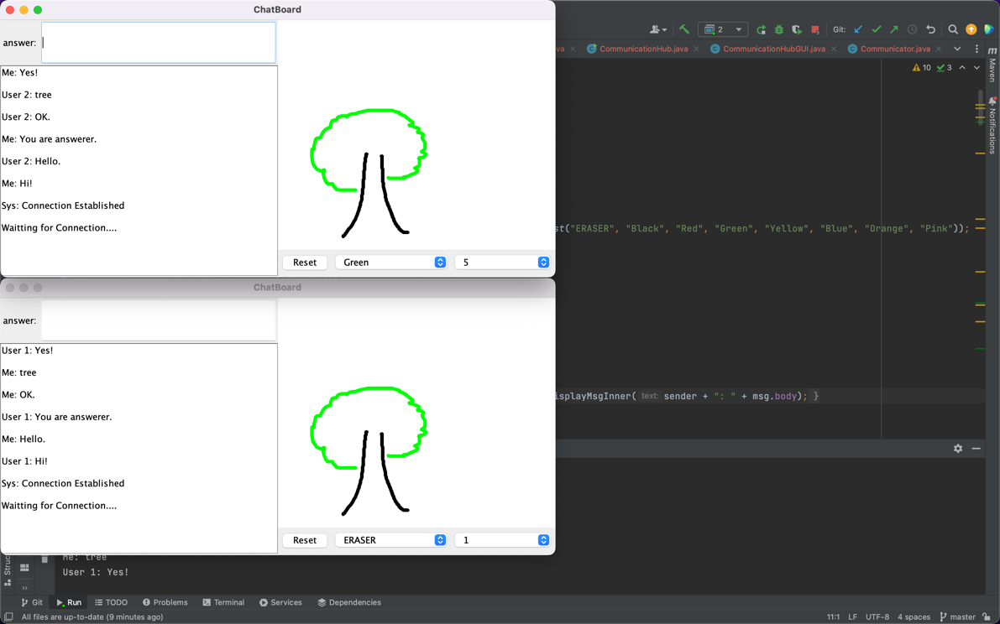 ChatBoard
answer:
Me: Yes!
User 2: tree
User 2: OK.
Me: You are answerer.
User 2: Hello.
Me: Hi!
Sys: Connection Established
Waitting for Connection....
Reset Green 5
ChatBoard
answer:
User 1: Yes!
Me: tree
Me: OK.
User 1: You are answerer.
Me: Hello.
User 1: Hi!
Sys: Connection Established
Waitting for Connection....
Reset ERASER 1
2 Git:
va CommunicationHub.java CommunicationHubGUI.java Communicator.java
10 3
m
Maven
Notifications
st("ERASER", "Black", "Red", "Green", "Yellow", "Blue", "Orange", "Pink"));
isplayMsgInner( text: sender + ": " + msg.body); }
Struc
Me: tree
User 1: Yes!
Git Run TODO Problems Terminal Services Dependencies
All files are up-to-date (9 minutes ago) 11:1 LF UTF-8 4 spaces master